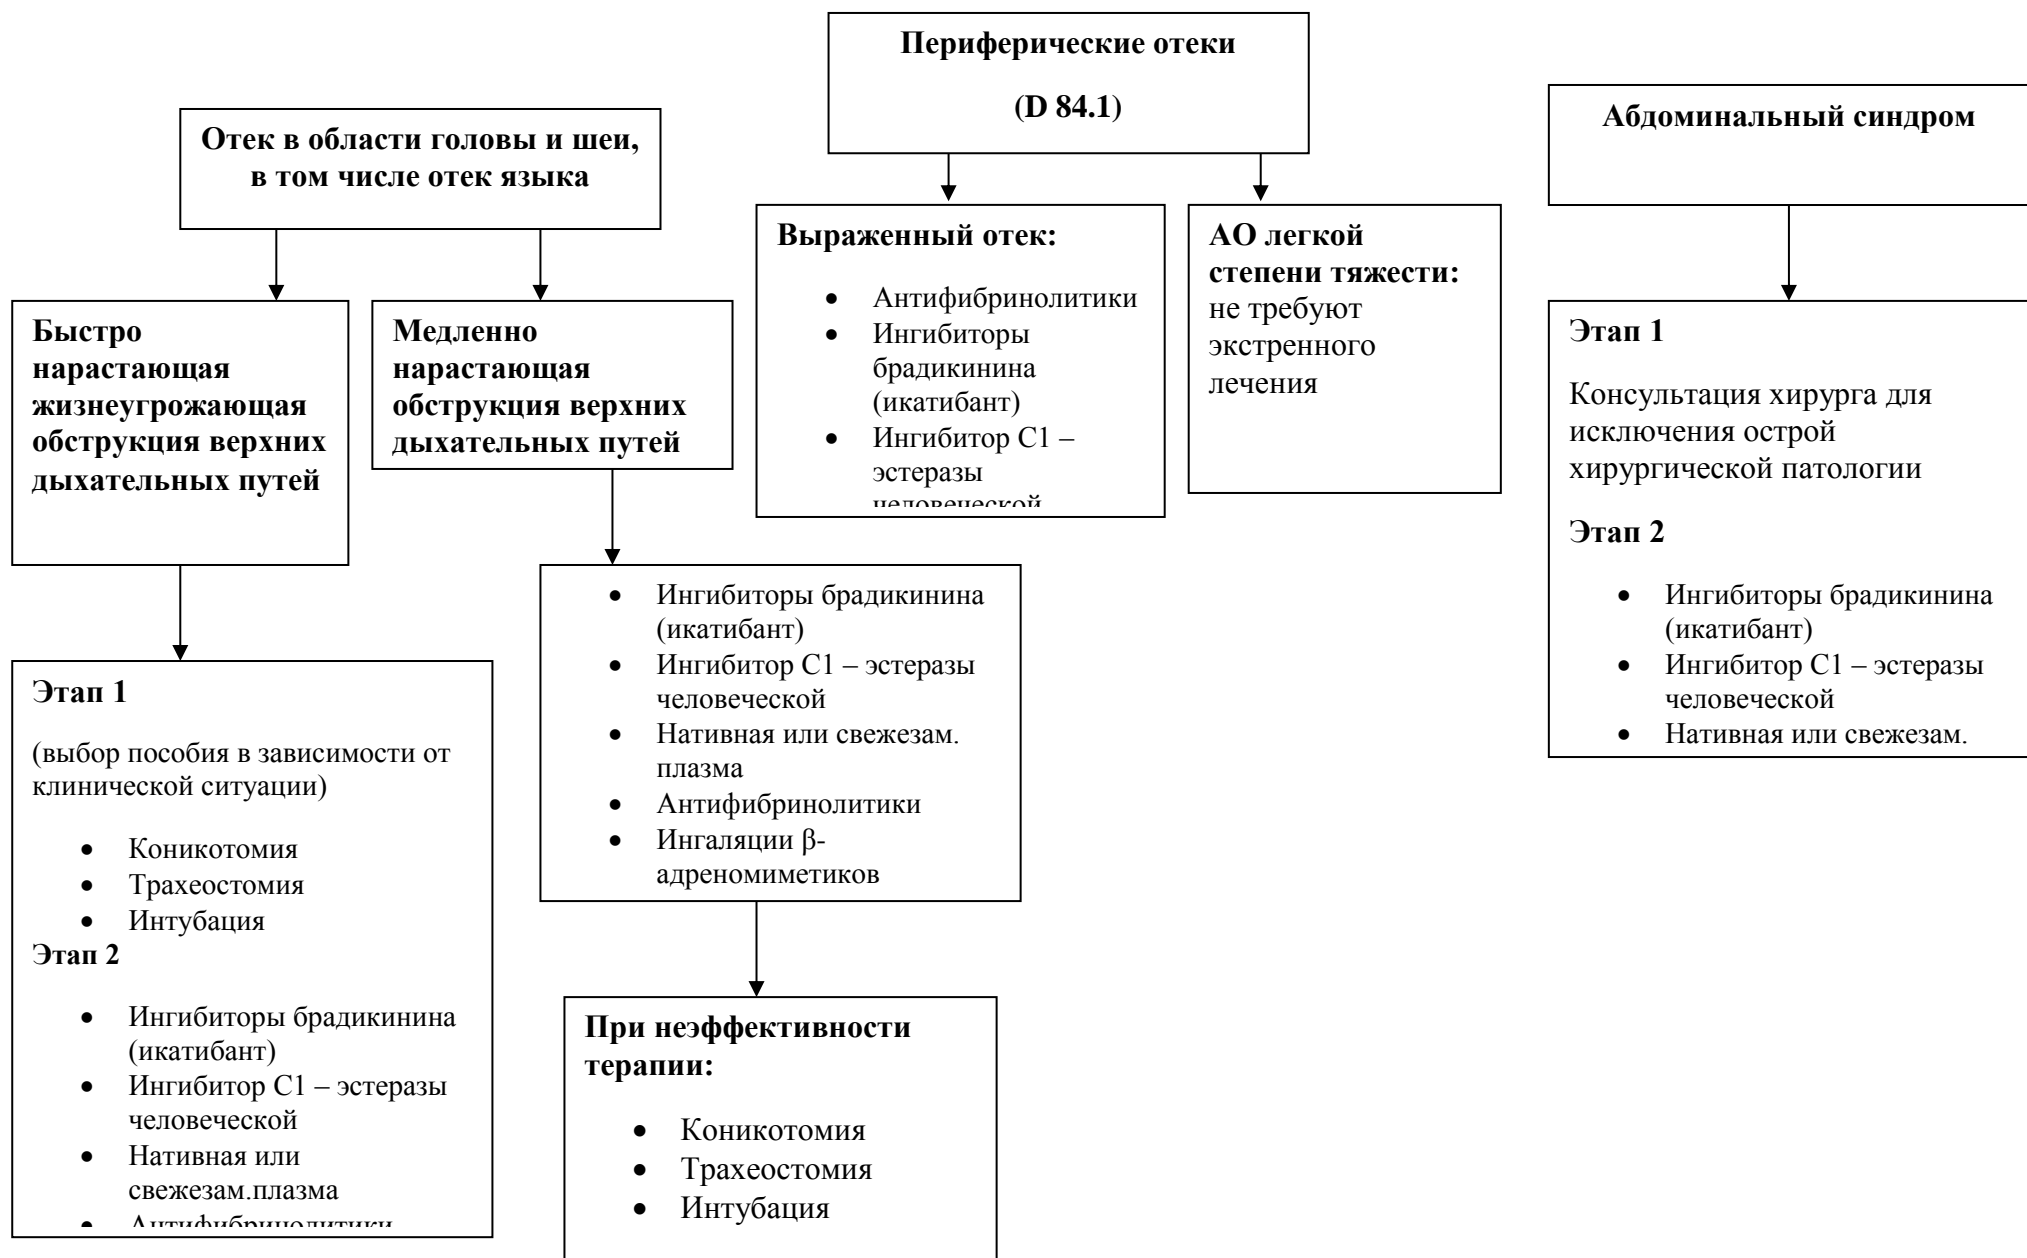 Периферические отеки
(D 84.1)
Отек в области головы и шеи,
в том числе отек языка
Абдоминальный синдром
Быстро
нарастающая
жизнеугрожающая
обструкция верхних
дыхательных путей
Медленно
нарастающая
обструкция верхних
дыхательных путей
Выраженный отек:
• Антифибринолитики
• Ингибиторы
брадикинина
(икатибант)
• Ингибитор С1 –
эстеразы
человеческой
АО легкой
степени тяжести:
не требуют
экстренного
лечения
Этап 1
Консультация хирурга для
исключения острой
хирургической патологии
Этап 2
• Ингибиторы брадикинина
(икатибант)
• Ингибитор С1 – эстеразы
человеческой
• Нативная или свежезам.
Этап 1
(выбор пособия в зависимости от
клинической ситуации)
• Коникотомия
• Трахеостомия
• Интубация
Этап 2
• Ингибиторы брадикинина
(икатибант)
• Ингибитор С1 – эстеразы
человеческой
• Нативная или
свежезам.плазма
• Антифибринолитики
• Ингибиторы брадикинина
(икатибант)
• Ингибитор С1 – эстеразы
человеческой
• Нативная или свежезам.
плазма
• Антифибринолитики
• Ингаляции β-
адреномиметиков
При неэффективности
терапии:
• Коникотомия
• Трахеостомия
• Интубация